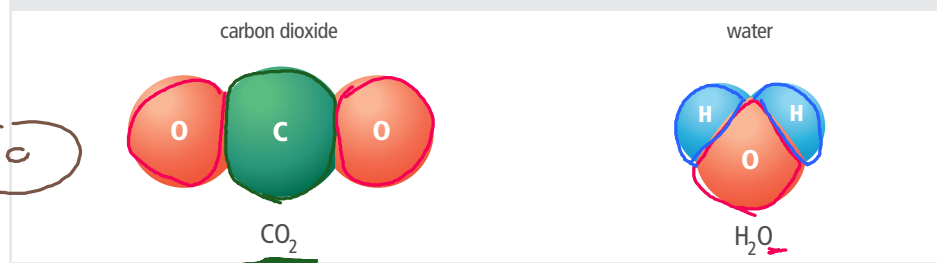 carbon dioxide
water
O C O
H H
O
CO₂
H₂O